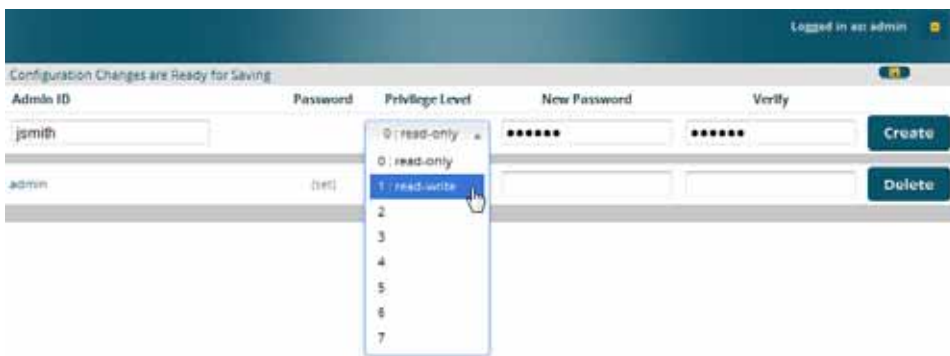 Logged in as: admin
Configuration Changes are Ready for Saving
Admin ID Password Privilege Level New Password Verify
jsmith 0 : read-only •••••• •••••• Create
0 : read-only
admin (set) 1 : read-write Delete
2
3
4
5
6
7